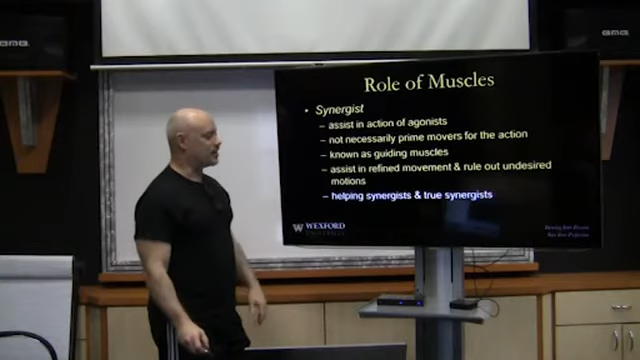 Role of Muscles
• Synergist
– assist in action of agonists
– not necessarily prime movers for the action
– known as guiding muscles
– assist in refined movement & rule out undesired
motions
– helping synergists & true synergists
W WEXFORD
UNIVERSITY